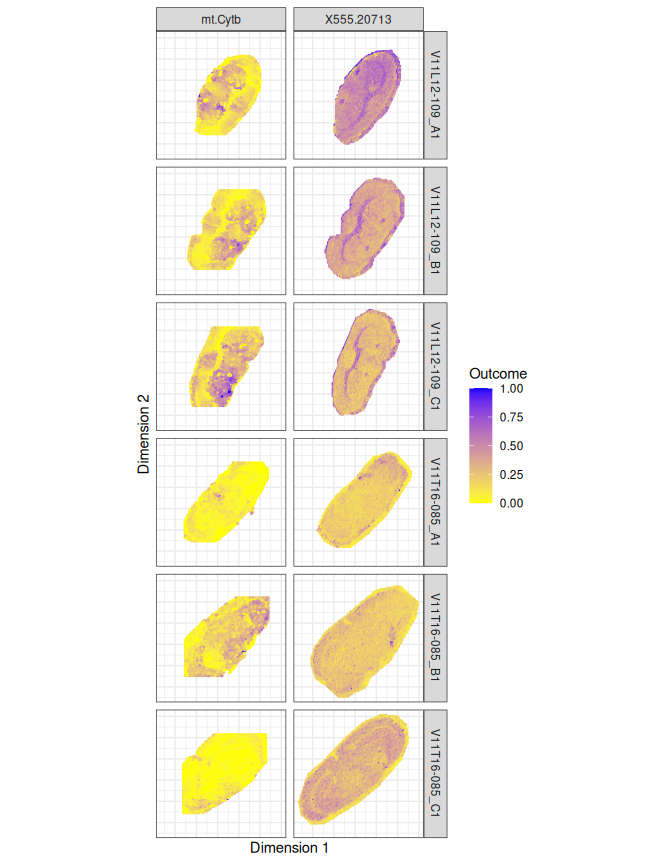 mt.Cytb
X555.20713
V11L12-109_A1
V11L12-109_B1
V11L12-109_C1
V11T16-085_A1
V11T16-085_B1
V11T16-085_C1
Dimension 2
Dimension 1
Outcome
1.00
0.75
0.50
0.25
0.00